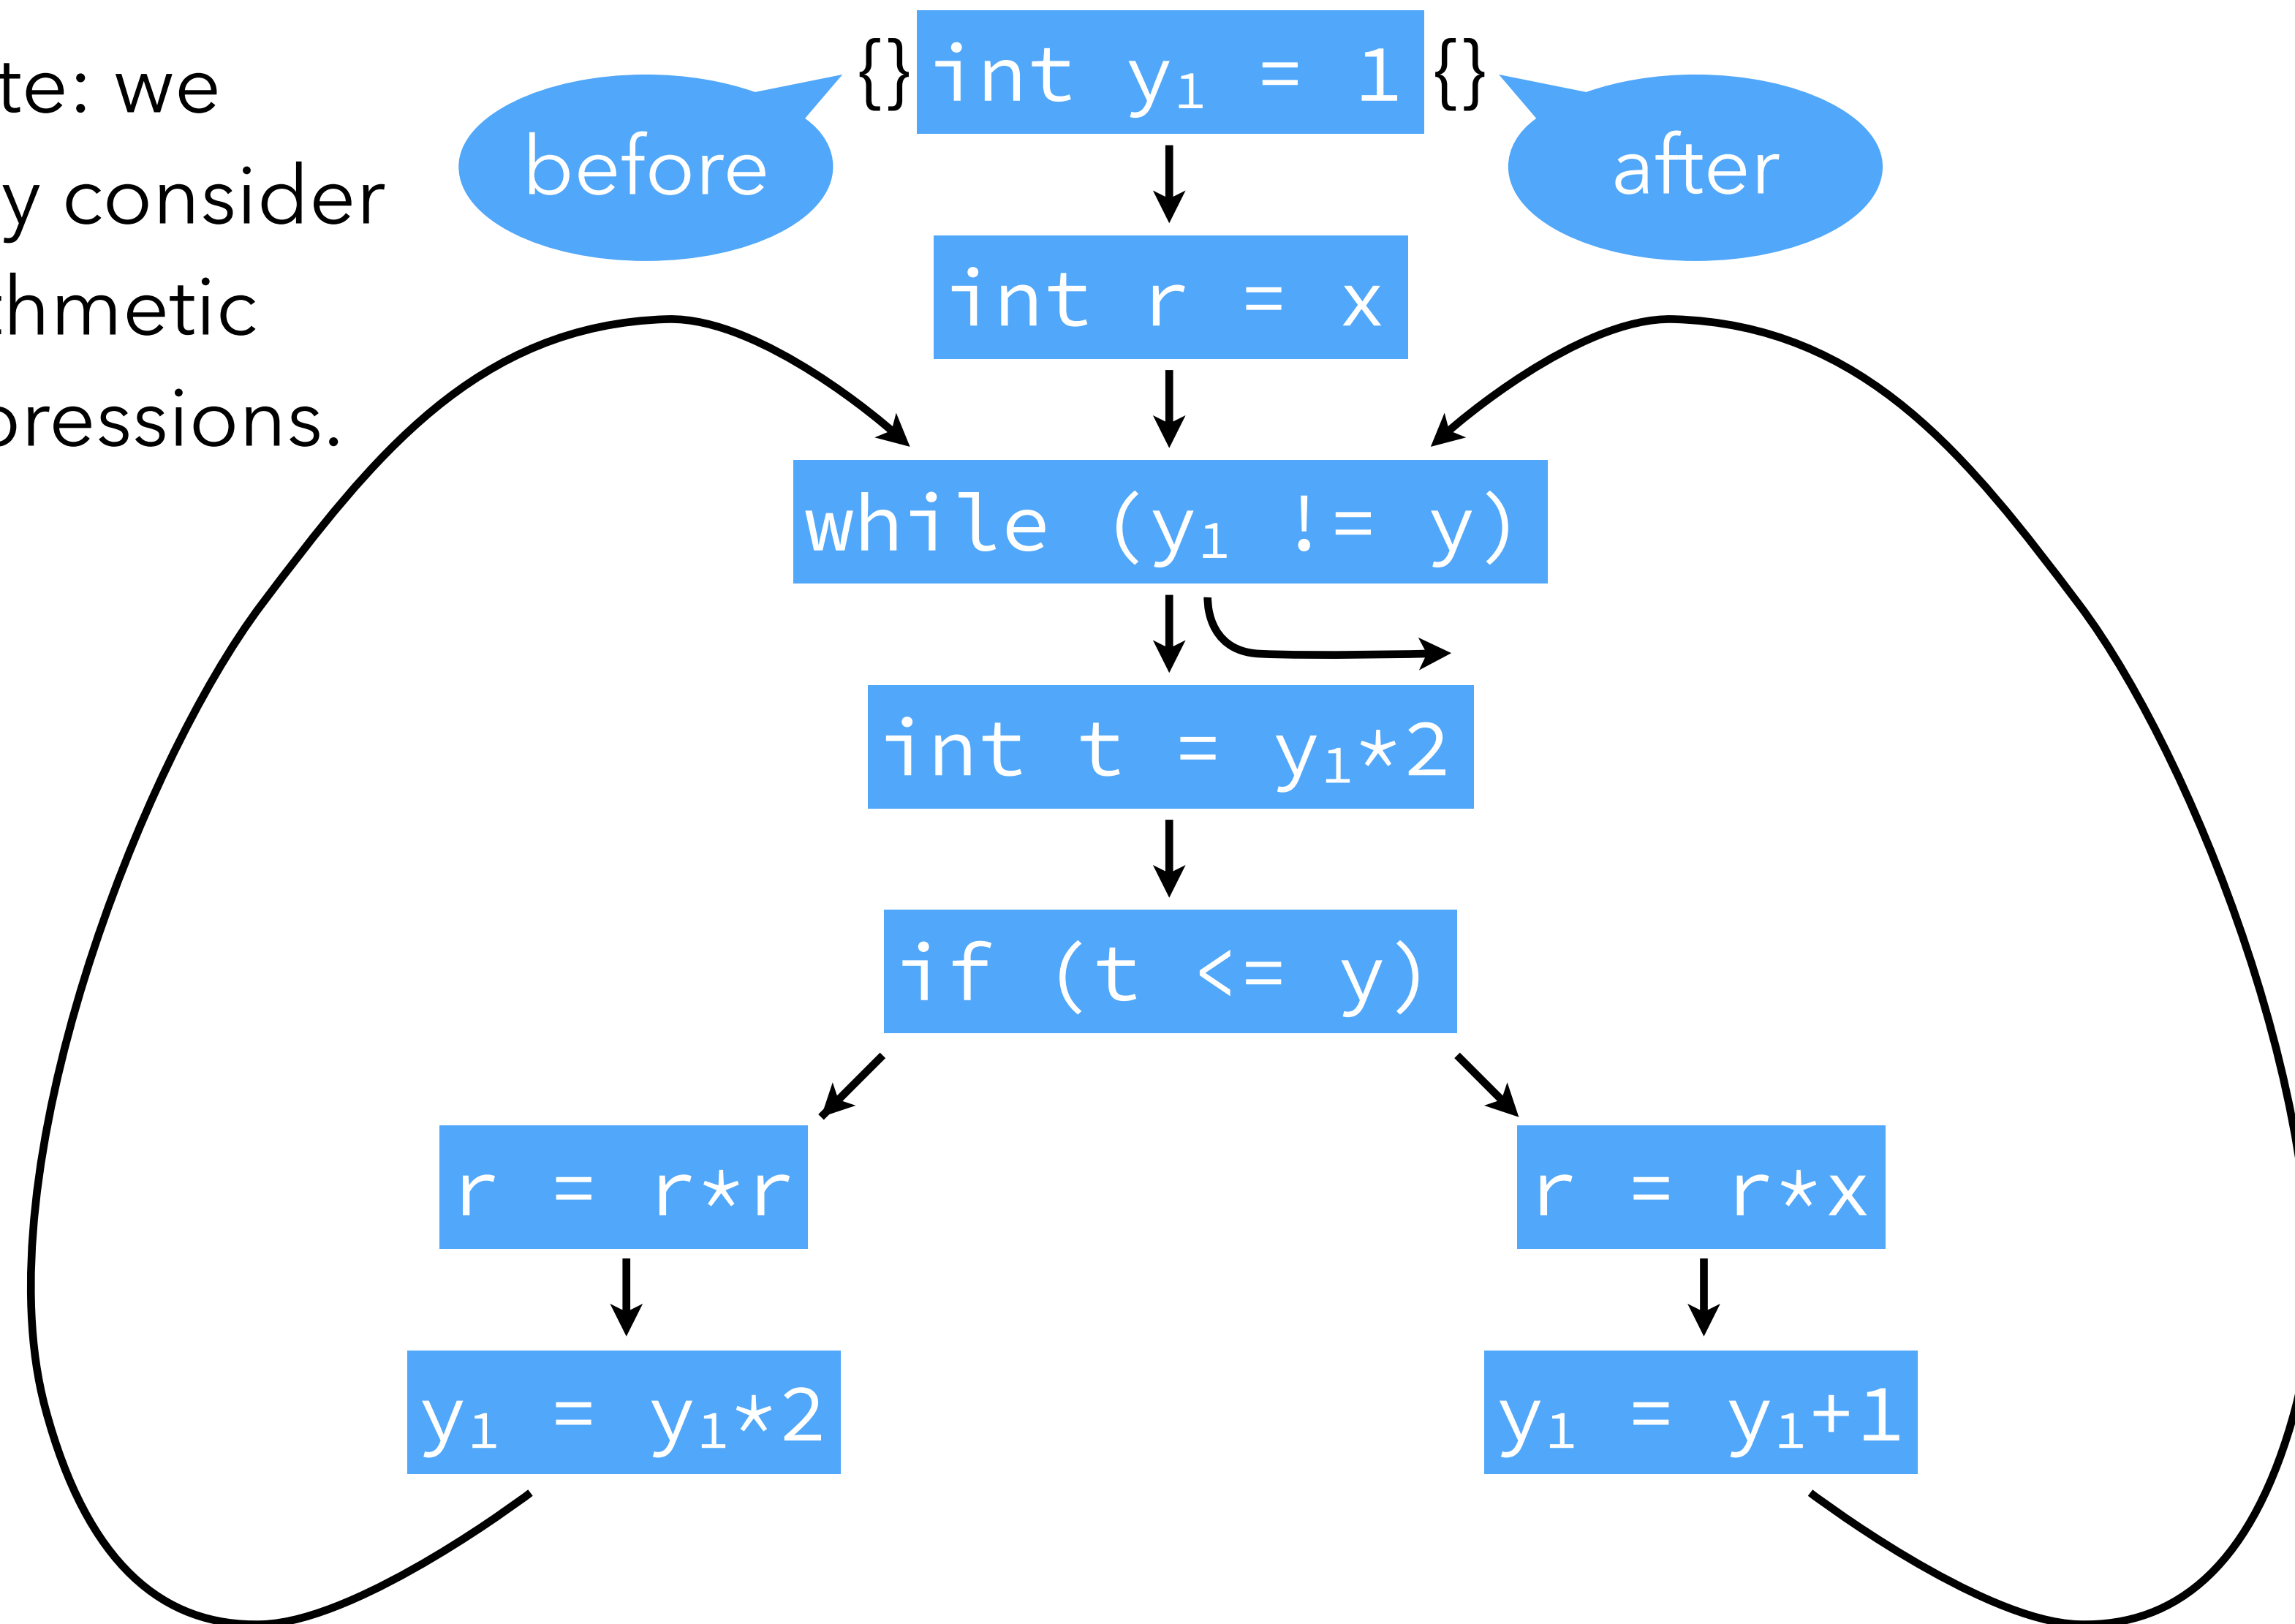 te: we
y consider
hmetic
ressions.
before
{} int y₁ = 1 {}
after
int r = x
while (y₁ != y)
int t = y₁*2
if (t <= y)
r = r*r
r = r*x
y₁ = y₁*2
y₁ = y₁+1